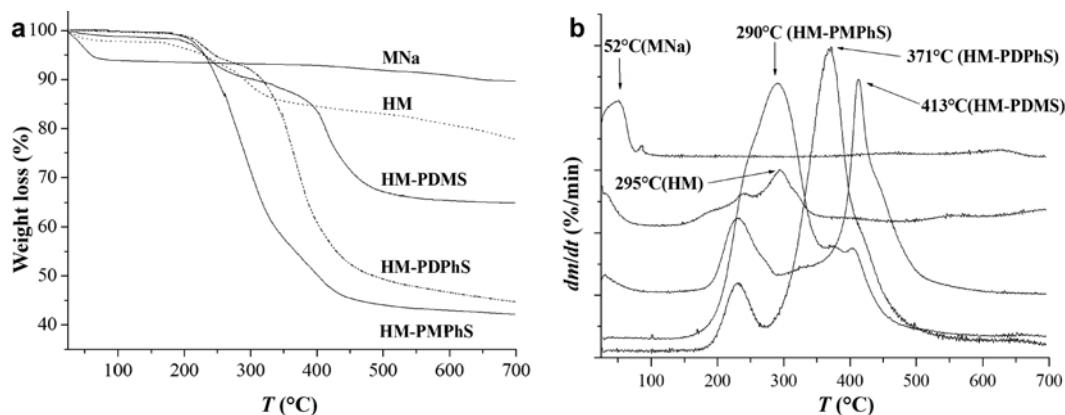 a
100
90
80
70
60
50
40
Weight loss (%)
MNa
HM
HM-PDMS
HM-PDPhS
HM-PMPhS
100 200 300 400 500 600 700
T (°C)
b
290°C (HM-PMPhS)
52°C(MNa)
371°C (HM-PDPhS)
413°C(HM-PDMS)
295°C(HM)
dm/dt (%/min)
100 200 300 400 500 600 700
T (°C)